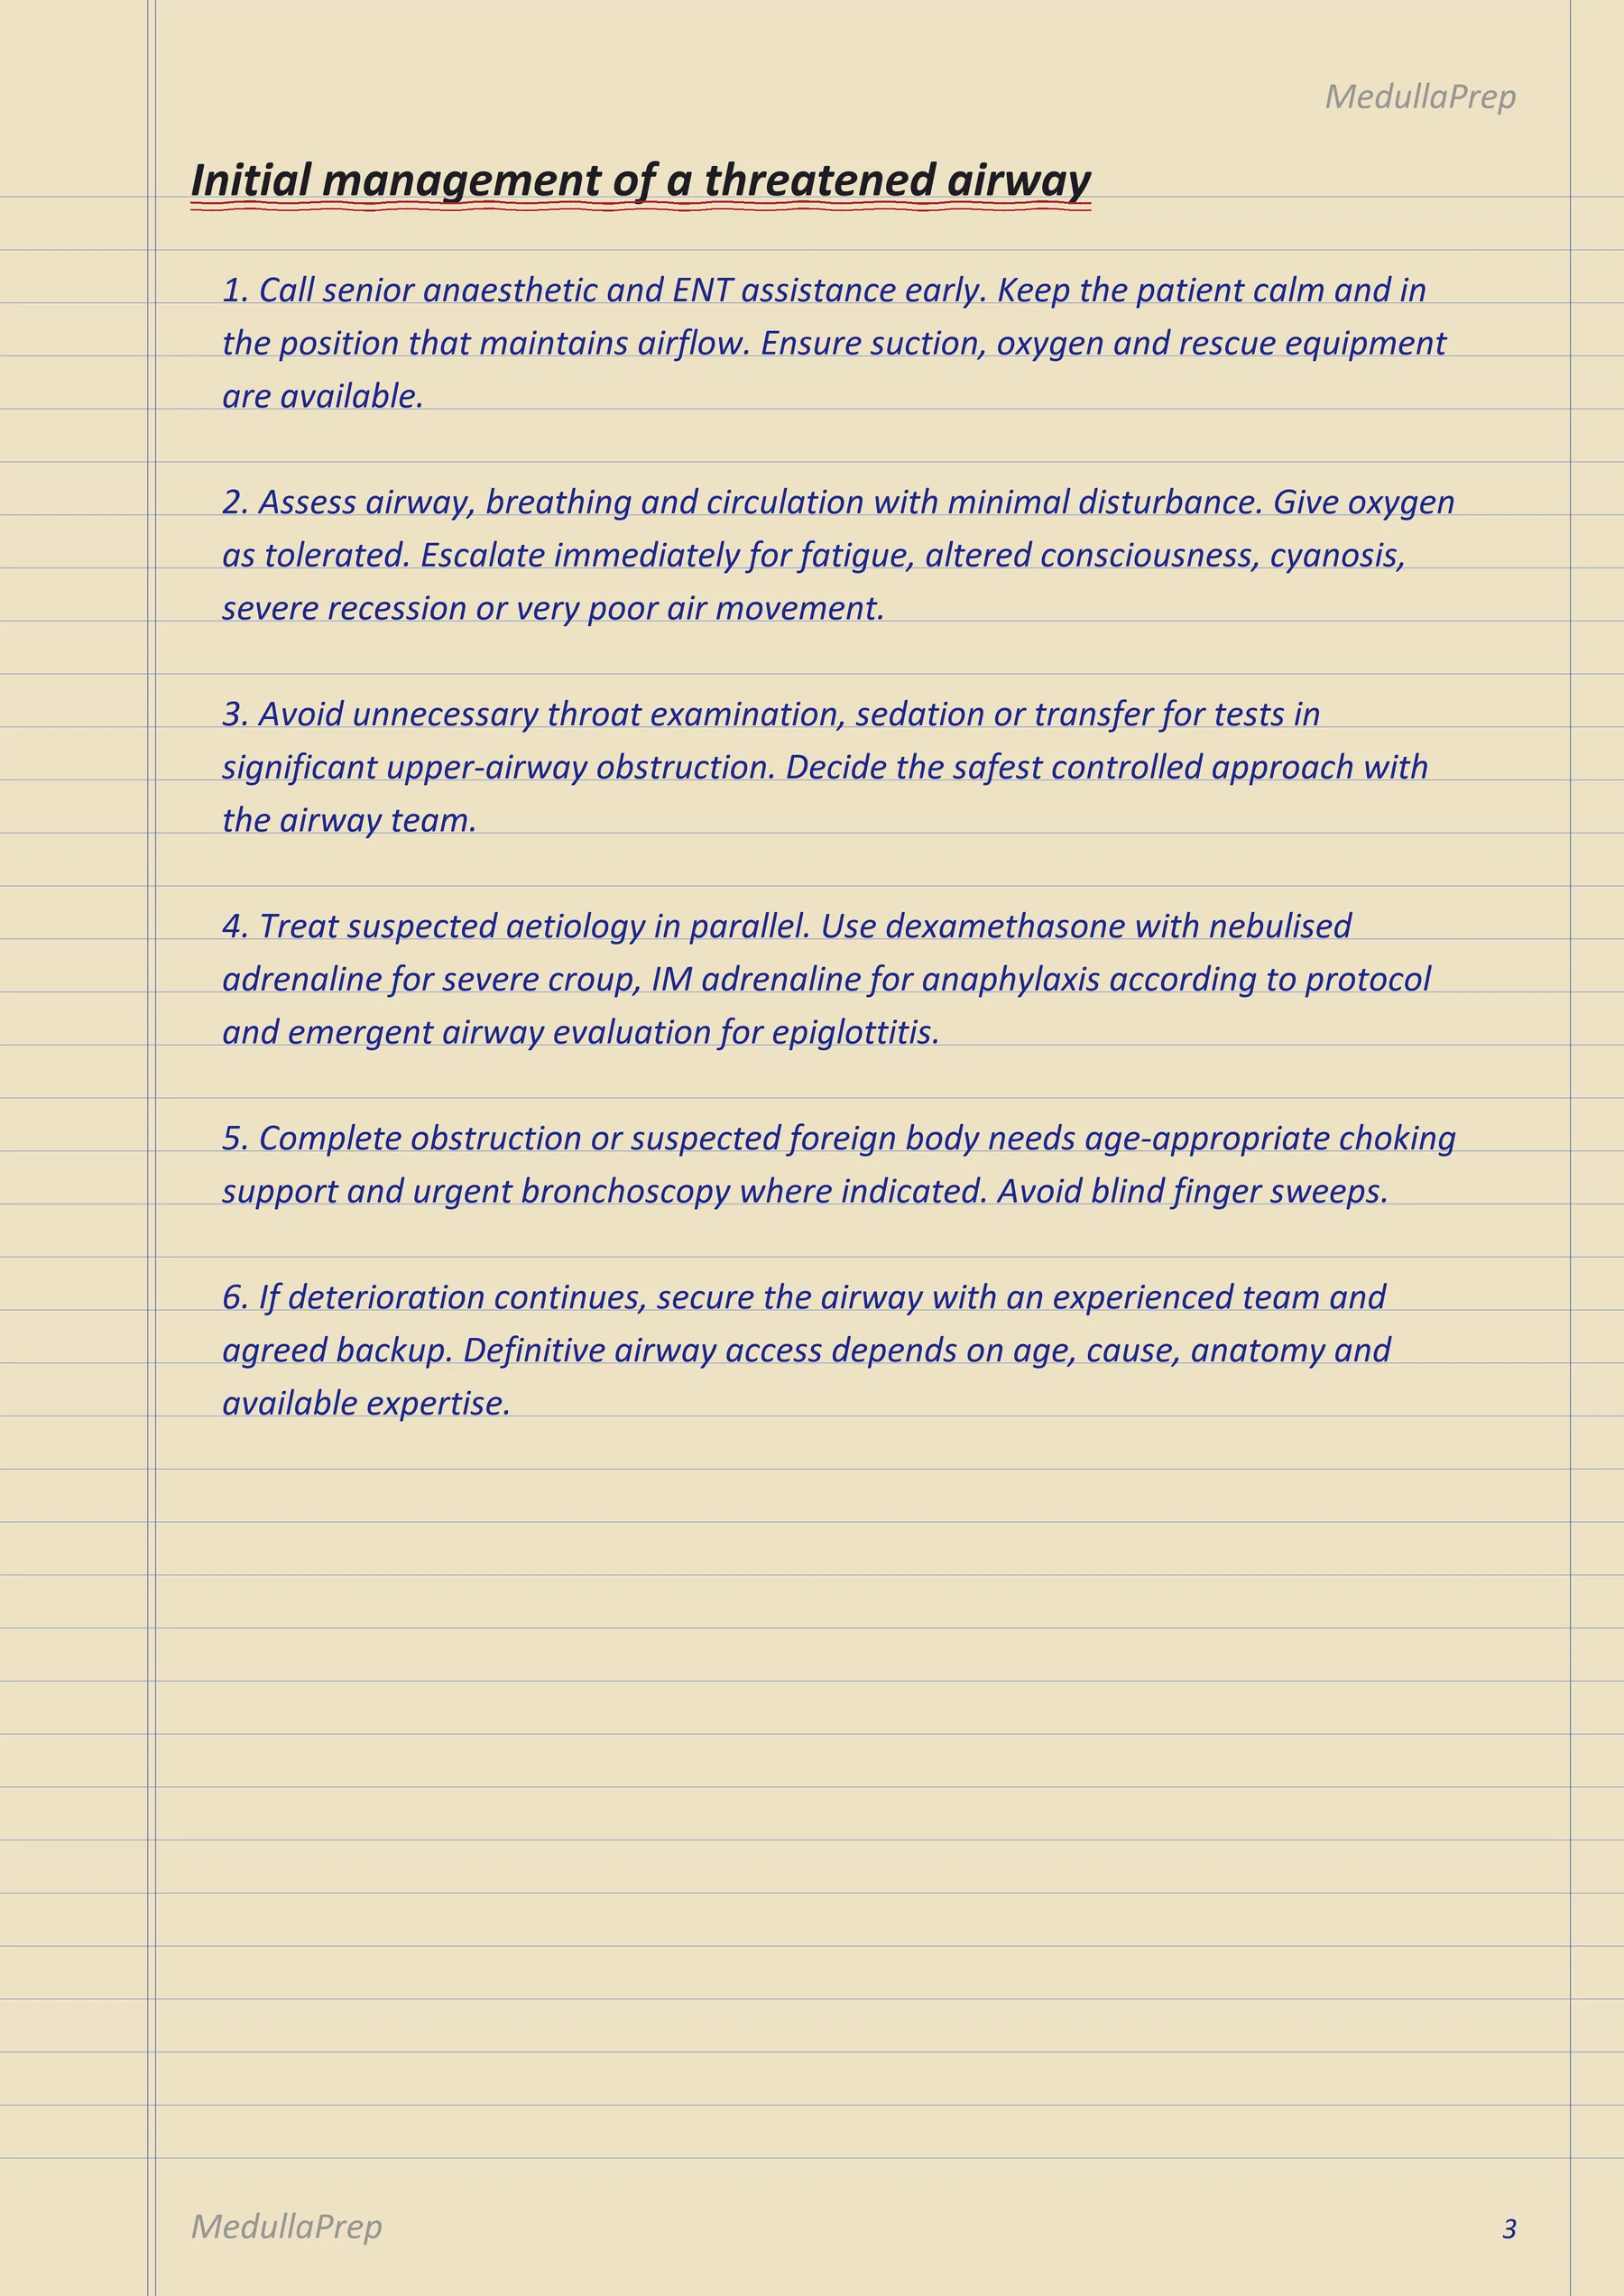 MedullaPrep
Initial management of a threatened airway
1. Call senior anaesthetic and ENT assistance early. Keep the patient calm and in
the position that maintains airflow. Ensure suction, oxygen and rescue equipment
are available.
2. Assess airway, breathing and circulation with minimal disturbance. Give oxygen
as tolerated. Escalate immediately for fatigue, altered consciousness, cyanosis,
severe recession or very poor air movement.
3. Avoid unnecessary throat examination, sedation or transfer for tests in
significant upper-airway obstruction. Decide the safest controlled approach with
the airway team.
4. Treat suspected aetiology in parallel. Use dexamethasone with nebulised
adrenaline for severe croup, IM adrenaline for anaphylaxis according to protocol
and emergent airway evaluation for epiglottitis.
5. Complete obstruction or suspected foreign body needs age-appropriate choking
support and urgent bronchoscopy where indicated. Avoid blind finger sweeps.
6. If deterioration continues, secure the airway with an experienced team and
agreed backup. Definitive airway access depends on age, cause, anatomy and
available expertise.
MedullaPrep
3